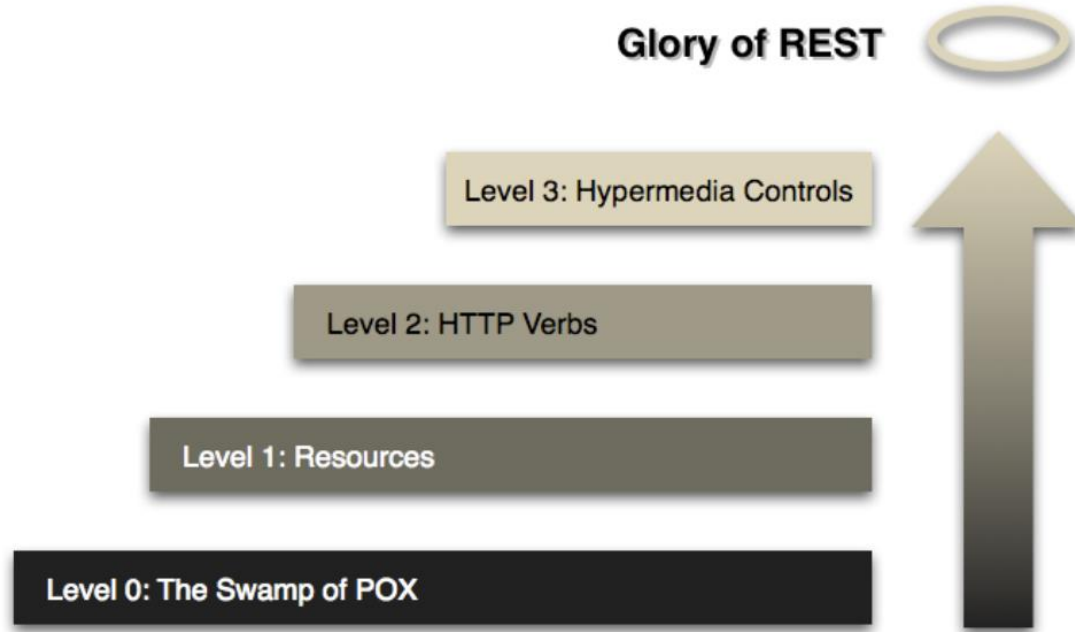 Glory of REST
Level 3: Hypermedia Controls
Level 2: HTTP Verbs
Level 1: Resources
Level 0: The Swamp of POX